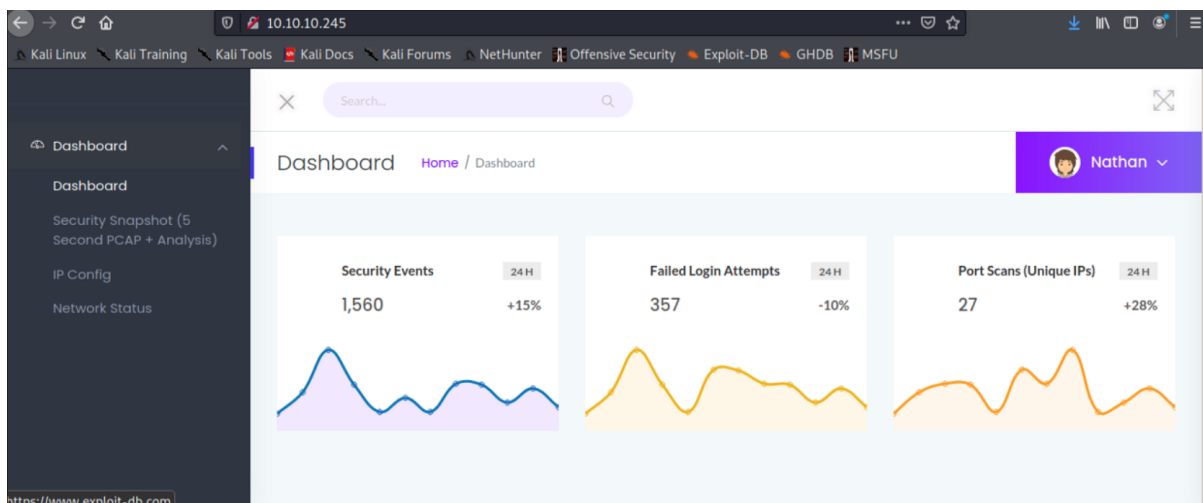 10.10.10.245
Kali Linux Kali Training Kali Tools Kali Docs Kali Forums NetHunter Offensive Security Exploit-DB GHDB MSFU
Search...
Dashboard
Dashboard Home / Dashboard
Nathan
Dashboard
Security Snapshot (5
Second PCAP + Analysis)
IP Config
Network Status
Security Events 24 H
1,560 +15%
Failed Login Attempts 24 H
357 -10%
Port Scans (Unique IPs) 24 H
27 +28%
https://www.exploit-db.com